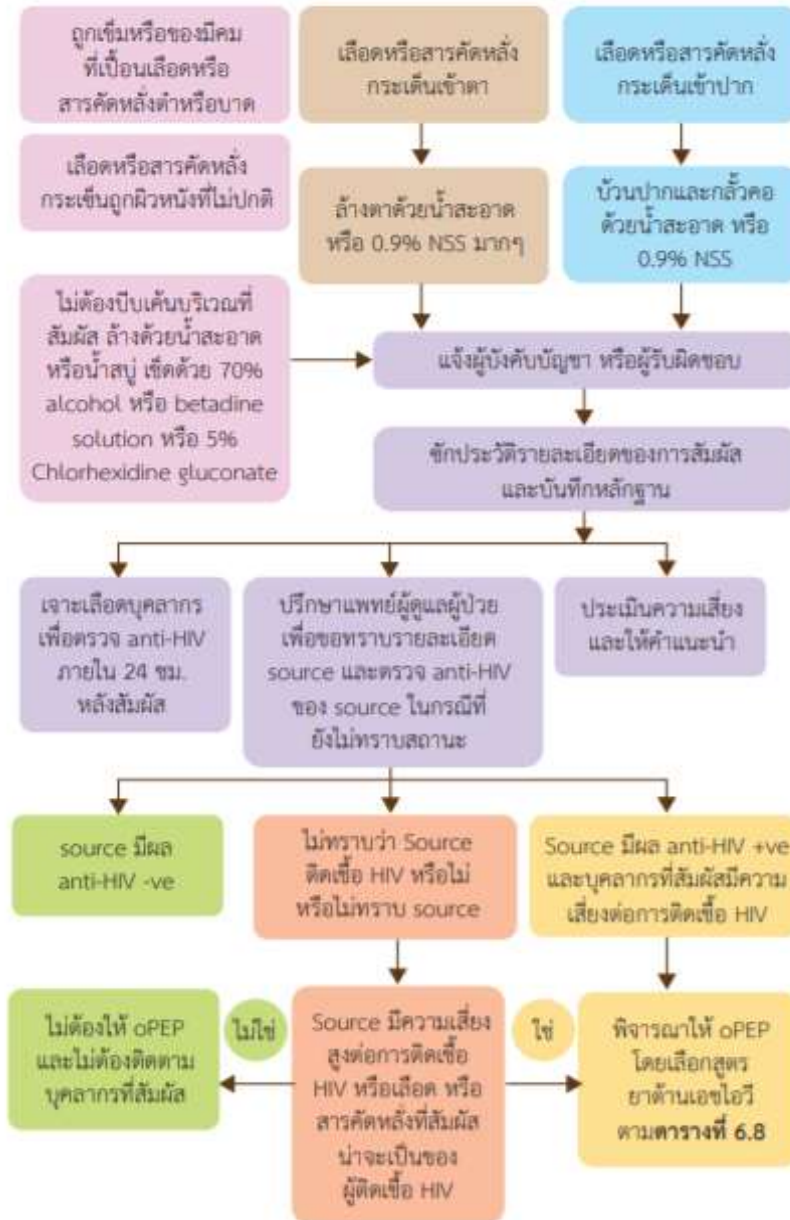 ถูกเข็มหรือของมีคม
ที่เปื้อนเลือดหรือ
สารคัดหลั่งตำหรือบาด
เลือดหรือสารคัดหลั่ง
กระเซ็นถูกผิวหนังที่ไม่ปกติ
ไม่ต้องบีบเค้นบริเวณที่
สัมผัส ล้างด้วยน้ำสะอาด
หรือน้ำสบู่ เช็ดด้วย 70%
alcohol หรือ betadine
solution หรือ 5%
Chlorhexidine gluconate
เลือดหรือสารคัดหลั่ง
กระเด็นเข้าตา
ล้างตาด้วยน้ำสะอาด
หรือ 0.9% NSS มากๆ
เลือดหรือสารคัดหลั่ง
กระเด็นเข้าปาก
บ้วนปากและกลั้วคอ
ด้วยน้ำสะอาด หรือ
0.9% NSS
แจ้งผู้บังคับบัญชา หรือผู้รับผิดชอบ
ซักประวัติรายละเอียดของการสัมผัส
และบันทึกหลักฐาน
เจาะเลือดบุคลากร
เพื่อตรวจ anti-HIV
ภายใน 24 ชม.
หลังสัมผัส
ปรึกษาแพทย์ผู้ดูแลผู้ป่วย
เพื่อขอทราบรายละเอียด
source และตรวจ anti-HIV
ของ source ในกรณีที่
ยังไม่ทราบสถานะ
ประเมินความเสี่ยง
และให้คำแนะนำ
source มีผล
anti-HIV -ve
ไม่ทราบว่า Source
ติดเชื้อ HIV หรือไม่
หรือไม่ทราบ source
Source มีผล anti-HIV +ve
และบุคลากรที่สัมผัสมีความ
เสี่ยงต่อการติดเชื้อ HIV
ไม่ต้องให้ oPEP
และไม่ต้องติดตาม
บุคลากรที่สัมผัส
ไม่ใช่
Source มีความเสี่ยง
สูงต่อการติดเชื้อ
HIV หรือเลือด หรือ
สารคัดหลั่งที่สัมผัส
น่าจะเป็นของ
ผู้ติดเชื้อ HIV
ใช่
พิจารณาให้ oPEP
โดยเลือกสูตร
ยาต้านเอชไอวี
ตามตารางที่ 6.8